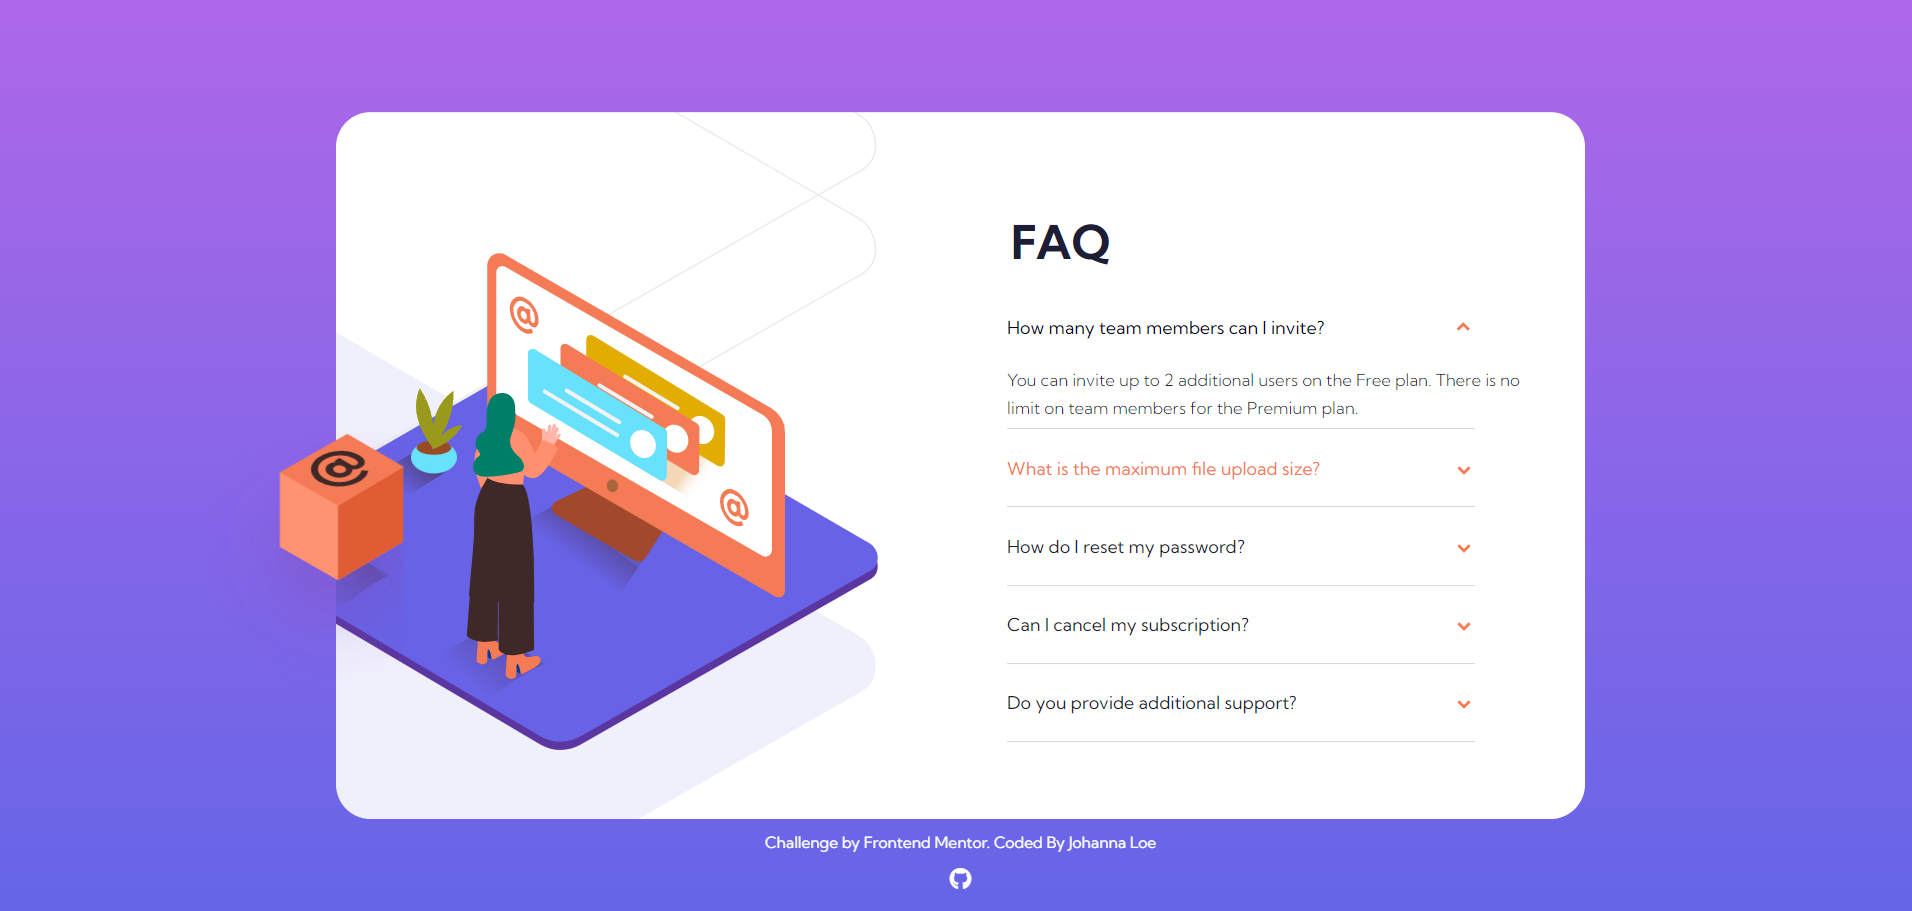 @
@
@
FAQ
How many team members can I invite?
You can invite up to 2 additional users on the Free plan. There is no
limit on team members for the Premium plan.
What is the maximum file upload size?
How do I reset my password?
Can I cancel my subscription?
Do you provide additional support?
Challenge by Frontend Mentor. Coded By Johanna Loe